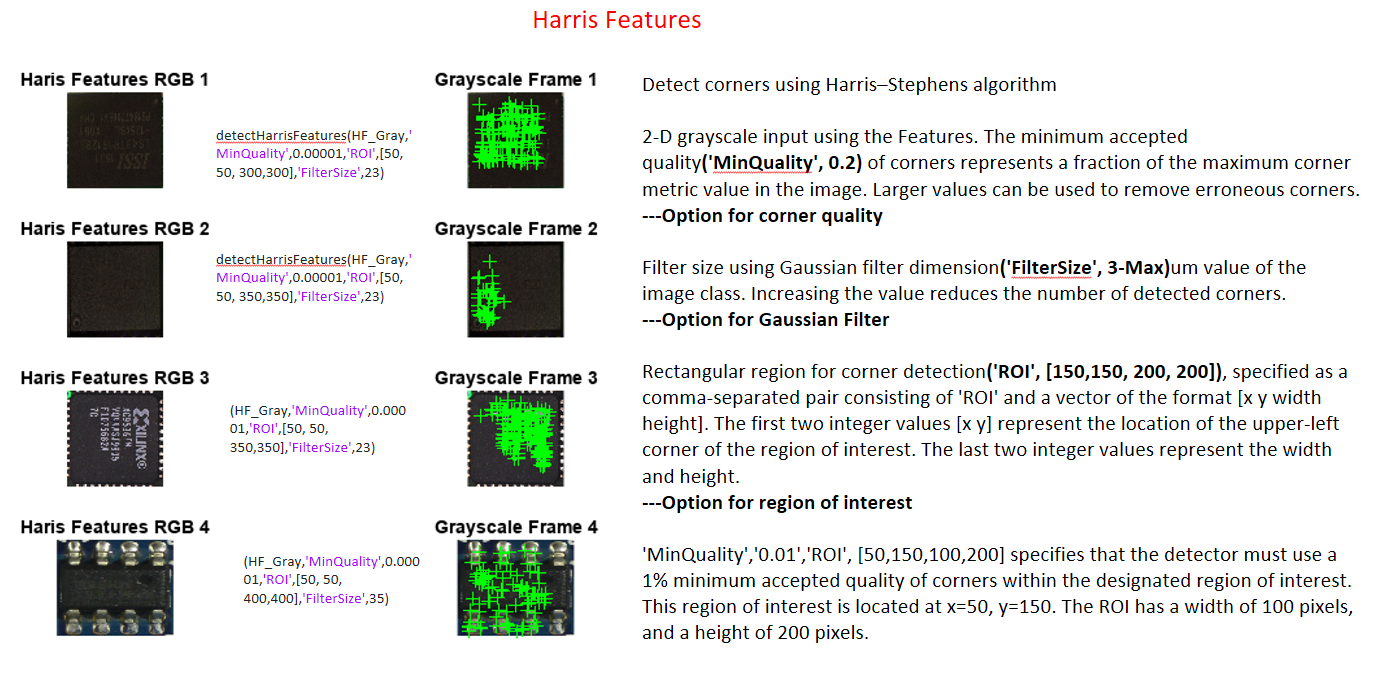 Harris Features
Haris Features RGB 1
detectHarrisFeatures(HF_Gray,'
MinQuality',0.00001,'ROI',[50,
50, 300,300],'FilterSize',23)
Grayscale Frame 1
Haris Features RGB 2
detectHarrisFeatures(HF_Gray,'
MinQuality',0.00001,'ROI',[50,
50, 350,350],'FilterSize',23)
Grayscale Frame 2
Haris Features RGB 3
XILINX®
7C
(HF_Gray,'MinQuality',0.000
01,'ROI',[50, 50,
350,350],'FilterSize',23)
Grayscale Frame 3
Haris Features RGB 4
(HF_Gray,'MinQuality',0.000
01,'ROI',[50, 50,
400,400],'FilterSize',35)
Grayscale Frame 4
Detect corners using Harris–Stephens algorithm
2-D grayscale input using the Features. The minimum accepted
quality('MinQuality', 0.2) of corners represents a fraction of the maximum corner
metric value in the image. Larger values can be used to remove erroneous corners.
---Option for corner quality
Filter size using Gaussian filter dimension('FilterSize', 3-Max)um value of the
image class. Increasing the value reduces the number of detected corners.
---Option for Gaussian Filter
Rectangular region for corner detection('ROI', [150,150, 200, 200]), specified as a
comma-separated pair consisting of 'ROI' and a vector of the format [x y width
height]. The first two integer values [x y] represent the location of the upper-left
corner of the region of interest. The last two integer values represent the width
and height.
---Option for region of interest
'MinQuality','0.01','ROI', [50,150,100,200] specifies that the detector must use a
1% minimum accepted quality of corners within the designated region of interest.
This region of interest is located at x=50, y=150. The ROI has a width of 100 pixels,
and a height of 200 pixels.